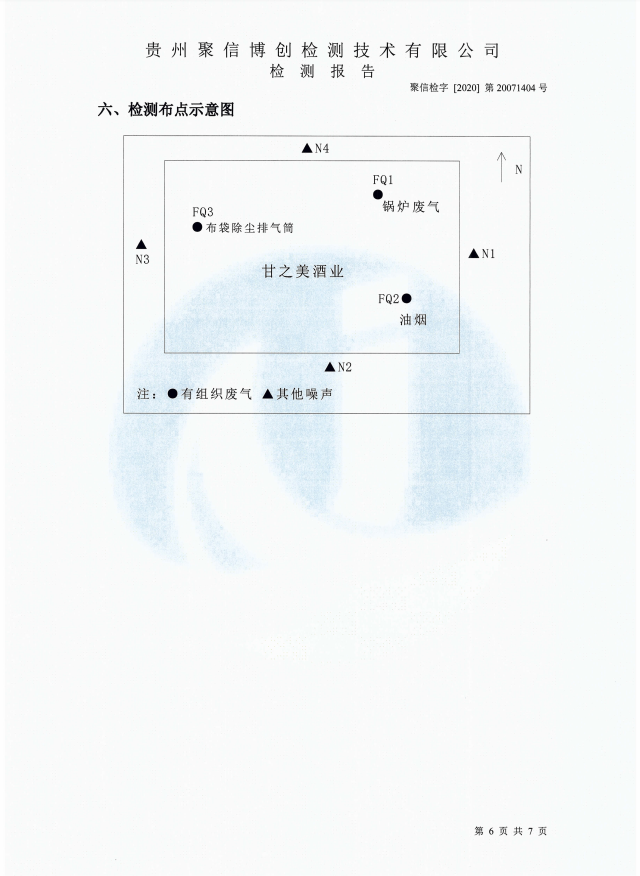 贵州聚信博创检测技术有限公司
检测报告
聚信检字 [2020] 第 20071404 号
六、检测布点示意图
▲N4
N
FQ1
●
锅炉废气
FQ3
●布袋除尘排气筒
▲
N3
▲N1
甘之美酒业
FQ2●
油烟
▲N2
注：●有组织废气 ▲其他噪声
第 6 页 共 7 页